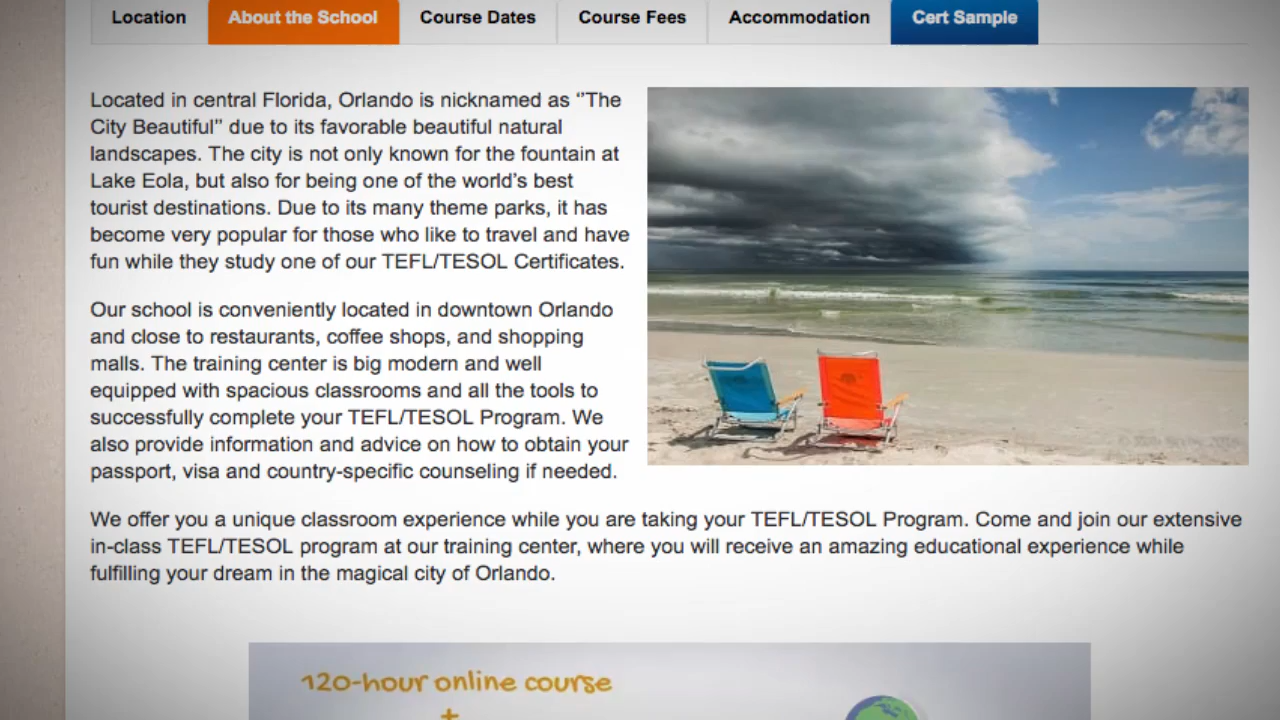 Location About the School Course Dates Course Fees Accommodation Cert Sample
Located in central Florida, Orlando is nicknamed as “The
City Beautiful” due to its favorable beautiful natural
landscapes. The city is not only known for the fountain at
Lake Eola, but also for being one of the world’s best
tourist destinations. Due to its many theme parks, it has
become very popular for those who like to travel and have
fun while they study one of our TEFL/TESOL Certificates.
Our school is conveniently located in downtown Orlando
and close to restaurants, coffee shops, and shopping
malls. The training center is big modern and well
equipped with spacious classrooms and all the tools to
successfully complete your TEFL/TESOL Program. We
also provide information and advice on how to obtain your
passport, visa and country-specific counseling if needed.
We offer you a unique classroom experience while you are taking your TEFL/TESOL Program. Come and join our extensive
in-class TEFL/TESOL program at our training center, where you will receive an amazing educational experience while
fulfilling your dream in the magical city of Orlando.
120-hour online course
+